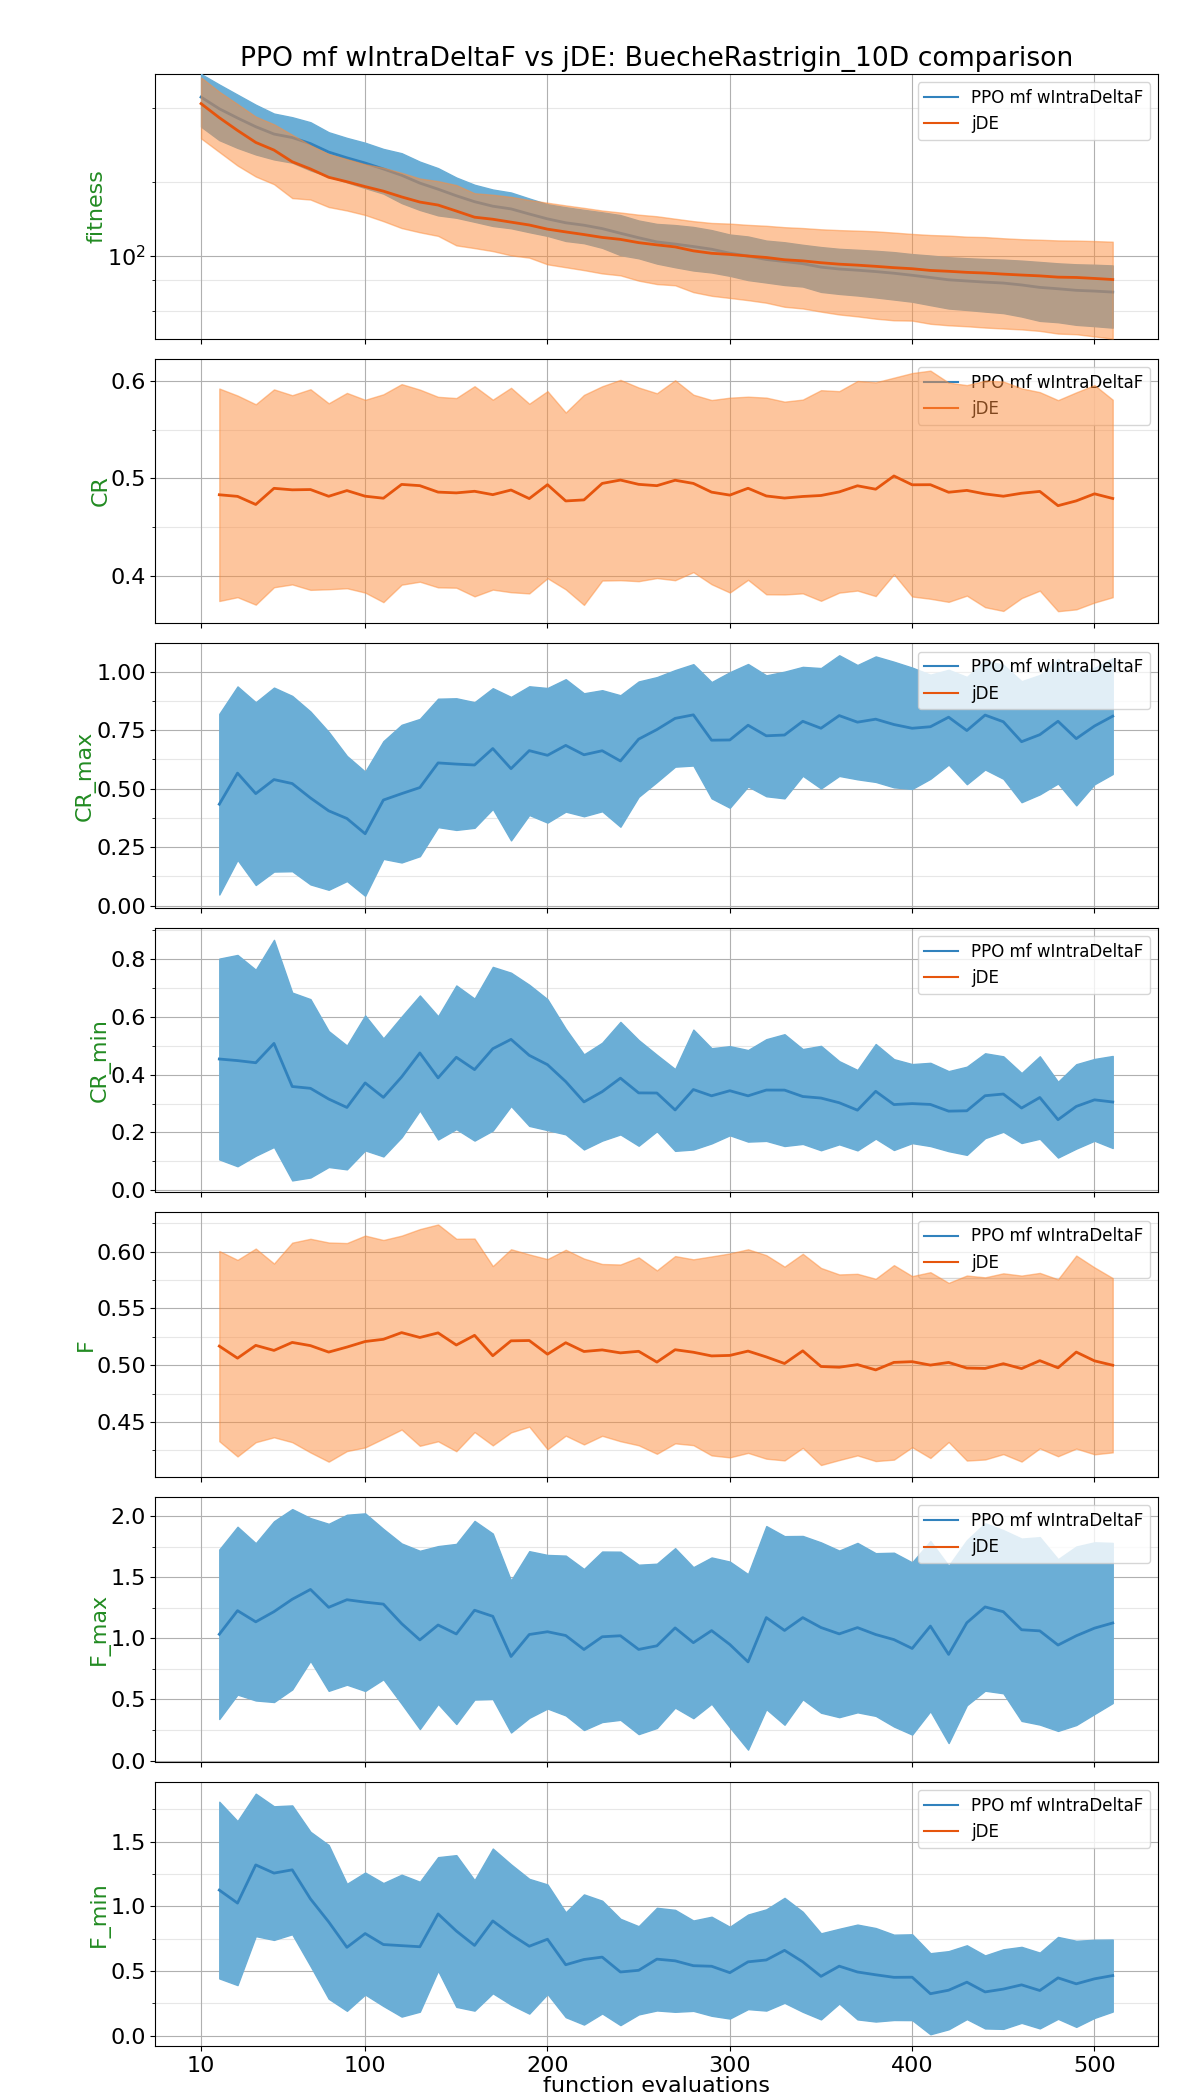 PPO mf wIntraDeltaF vs jDE: BuecheRastrigin_10D comparison
PPO mf wIntraDeltaF
jDE
fitness
10²
PPO mf wIntraDeltaF
jDE
CR
0.6
0.5
0.4
PPO mf wIntraDeltaF
jDE
CR_max
1.00
0.75
0.50
0.25
0.00
PPO mf wIntraDeltaF
jDE
CR_min
0.8
0.6
0.4
0.2
0.0
PPO mf wIntraDeltaF
jDE
F
0.60
0.55
0.50
0.45
PPO mf wIntraDeltaF
jDE
F_max
2.0
1.5
1.0
0.5
0.0
PPO mf wIntraDeltaF
jDE
F_min
1.5
1.0
0.5
0.0
10 100 200 300 400 500
function evaluations